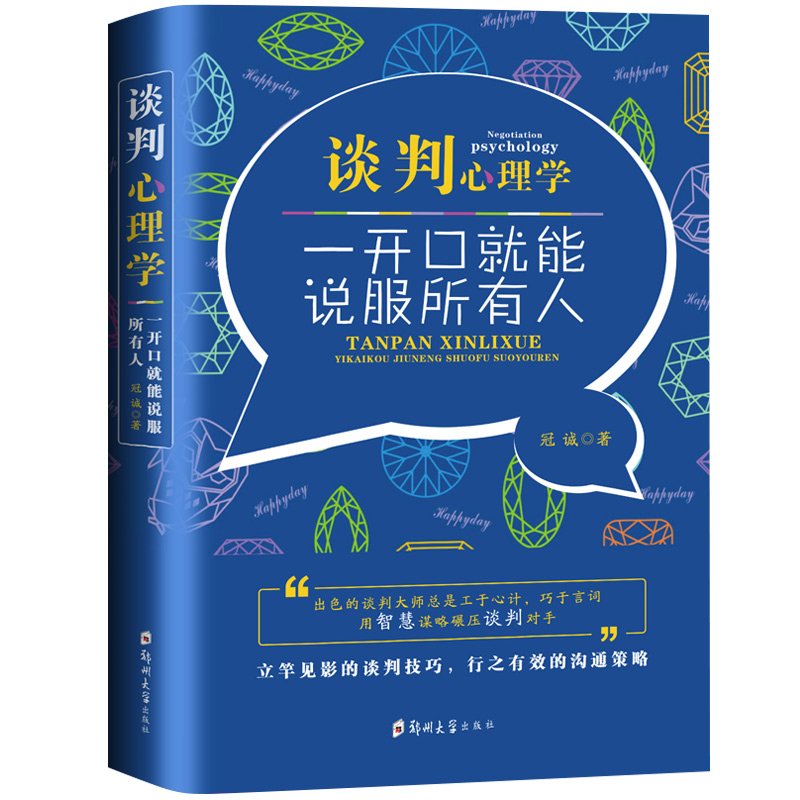 谈判心理学
一开口就能说服
所有人
冠诚◎著
郑州大学出版社
Happyday
Happyday
Happyday
Negotiation
psychology
谈判心理学
一开口就能
说服所有人
TANPAN XINLIXUE
YIKAIKOU JIUNENG SHUOFU SUOYOUREN
Happyday
冠诚◎著
Happyday
Happyday
Happyday
“
出色的谈判大师总是工于心计，巧于言词
用智慧谋略碾压谈判对手
”
立竿见影的谈判技巧，行之有效的沟通策略
郑州大学出版社